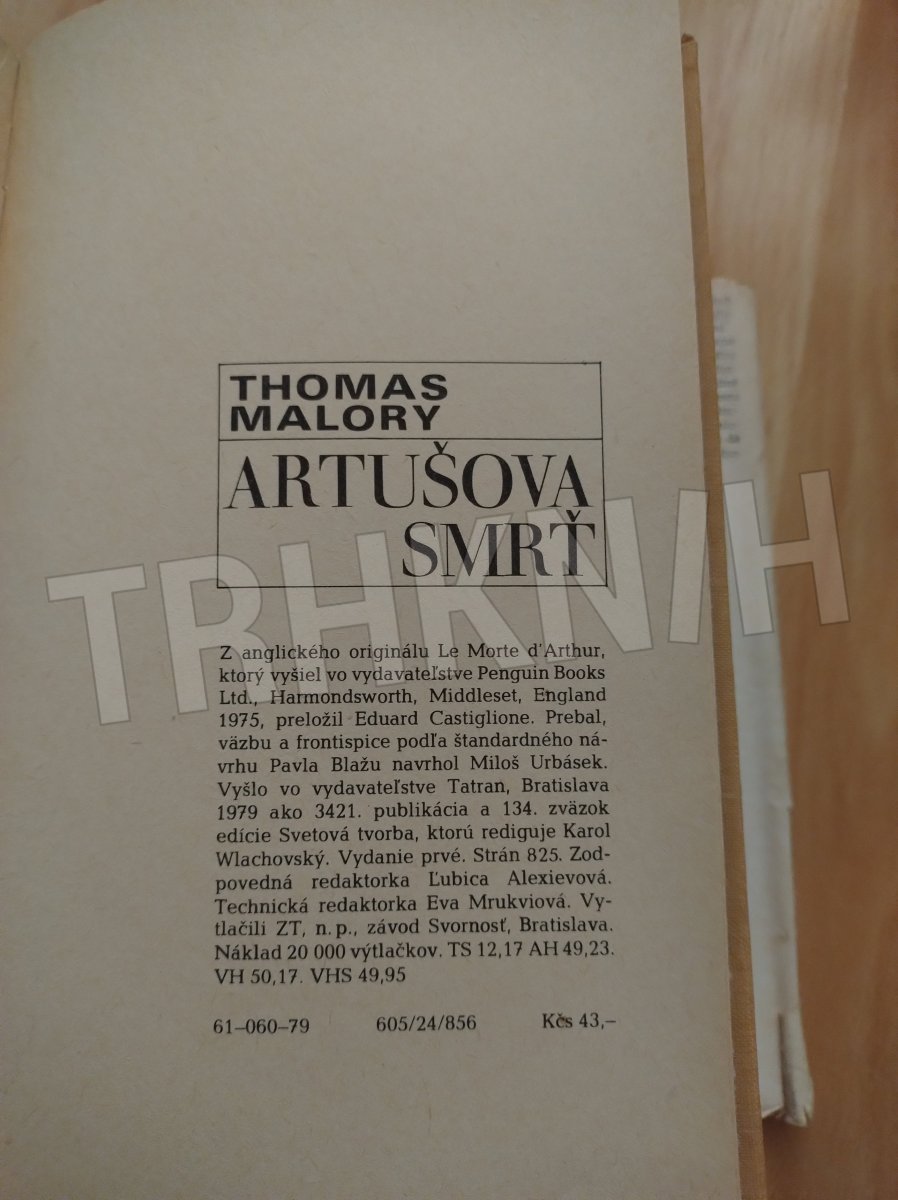 THOMAS
MALORY
ARTUŠOVA
SMRŤ
TRHKNIH
Z anglického originálu Le Morte d'Arthur,
ktorý vyšiel vo vydavateľstve Penguin Books
Ltd., Harmondsworth, Middleset, England
1975, preložil Eduard Castiglione. Prebal,
väzbu a frontispice podľa štandardného ná-
vrhu Pavla Blažu navrhol Miloš Urbásek.
Vyšlo vo vydavateľstve Tatran, Bratislava
1979 ako 3421. publikácia a 134. zväzok
edície Svetová tvorba, ktorú rediguje Karol
Wlachovský. Vydanie prvé. Strán 825. Zod-
povedná redaktorka Ľubica Alexievová.
Technická redaktorka Eva Mrukviová. Vy-
tlačili ZT, n. p., závod Svornosť, Bratislava.
Náklad 20 000 výtlačkov. TS 12,17 AH 49,23.
VH 50,17. VHS 49,95
61–060–79 605/24/856 Kčs 43,–